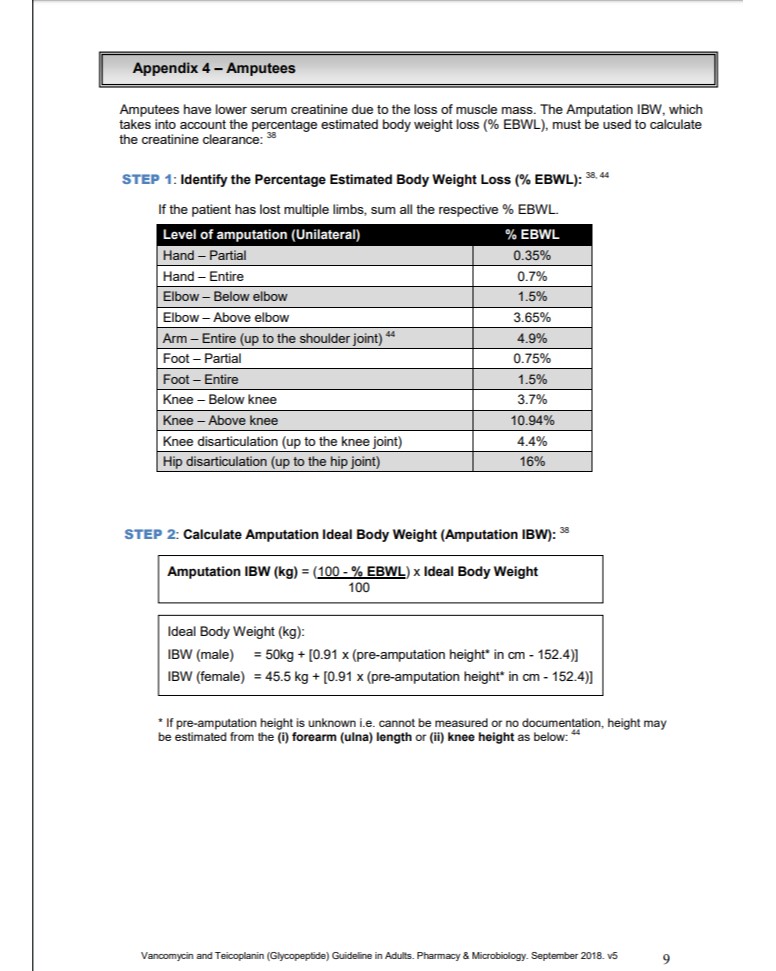 Appendix 4 – Amputees
Amputees have lower serum creatinine due to the loss of muscle mass. The Amputation IBW, which
takes into account the percentage estimated body weight loss (% EBWL), must be used to calculate
the creatinine clearance: 38
STEP 1: Identify the Percentage Estimated Body Weight Loss (% EBWL): 38, 44
If the patient has lost multiple limbs, sum all the respective % EBWL.
Level of amputation (Unilateral) % EBWL
Hand – Partial 0.35%
Hand – Entire 0.7%
Elbow – Below elbow 1.5%
Elbow – Above elbow 3.65%
Arm – Entire (up to the shoulder joint) 44 4.9%
Foot – Partial 0.75%
Foot – Entire 1.5%
Knee – Below knee 3.7%
Knee – Above knee 10.94%
Knee disarticulation (up to the knee joint) 4.4%
Hip disarticulation (up to the hip joint) 16%
STEP 2: Calculate Amputation Ideal Body Weight (Amputation IBW): 38
Amputation IBW (kg) = (100 - % EBWL) x Ideal Body Weight
100
Ideal Body Weight (kg):
IBW (male) = 50kg + [0.91 x (pre-amputation height* in cm - 152.4)]
IBW (female) = 45.5 kg + [0.91 x (pre-amputation height* in cm - 152.4)]
* If pre-amputation height is unknown i.e. cannot be measured or no documentation, height may
be estimated from the (i) forearm (ulna) length or (ii) knee height as below: 44
Vancomycin and Teicoplanin (Glycopeptide) Guideline in Adults. Pharmacy & Microbiology. September 2018. v5 9